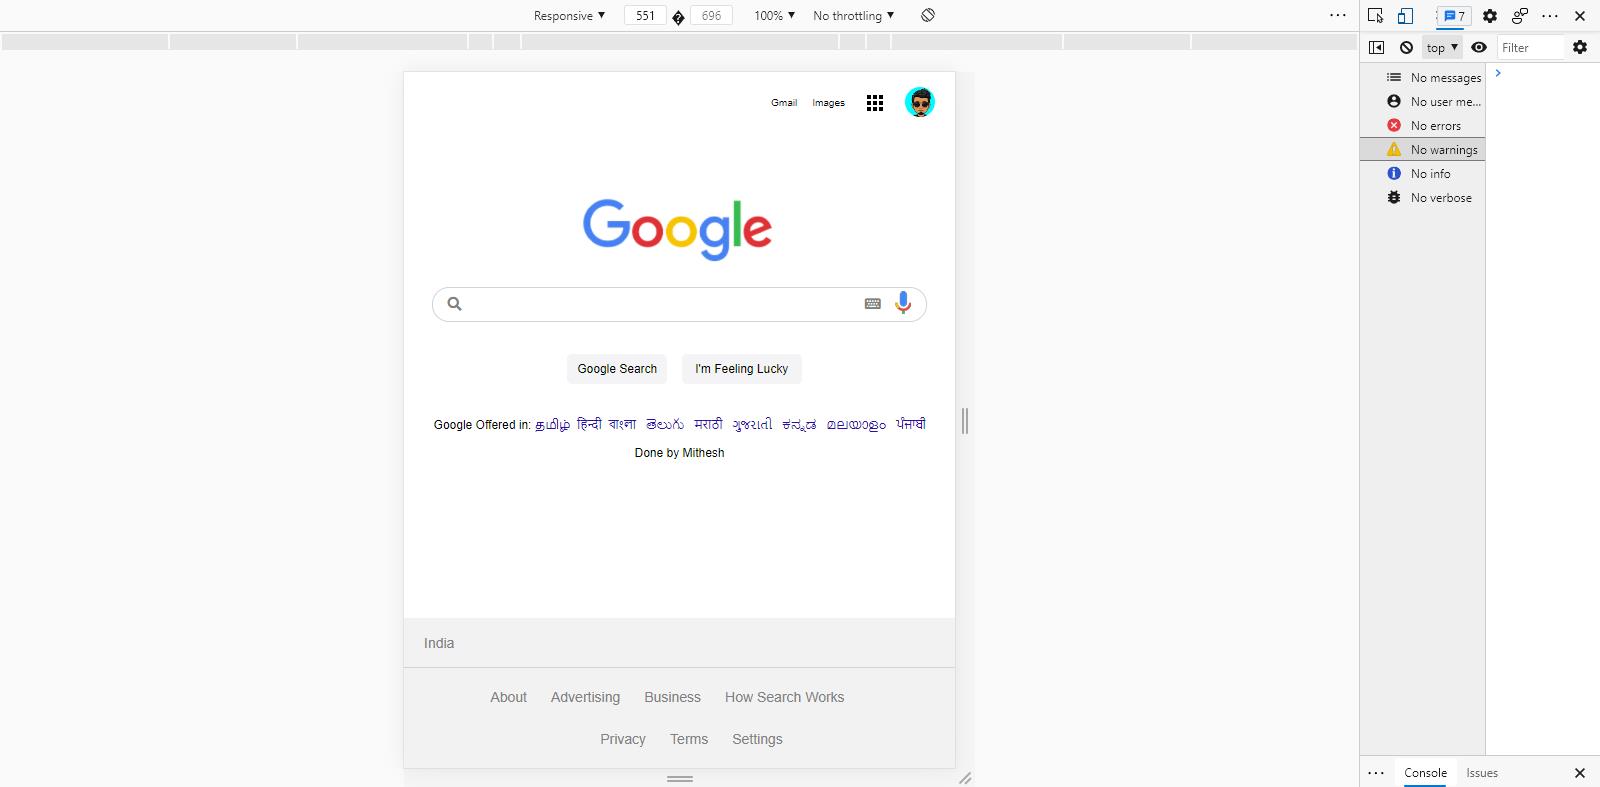 Responsive 551 696 100% No throttling
7
top Filter
No messages
No user me...
No errors
No warnings
No info
No verbose
Gmail Images
Google
Google Search I'm Feeling Lucky
Google Offered in: தமிழ் हिन्दी বাংলা తెలుగు मराठी ગુજરાતી ಕನ್ನಡ മലയാളം ਪੰਜਾਬੀ
Done by Mithesh
India
About Advertising Business How Search Works
Privacy Terms Settings
Console Issues